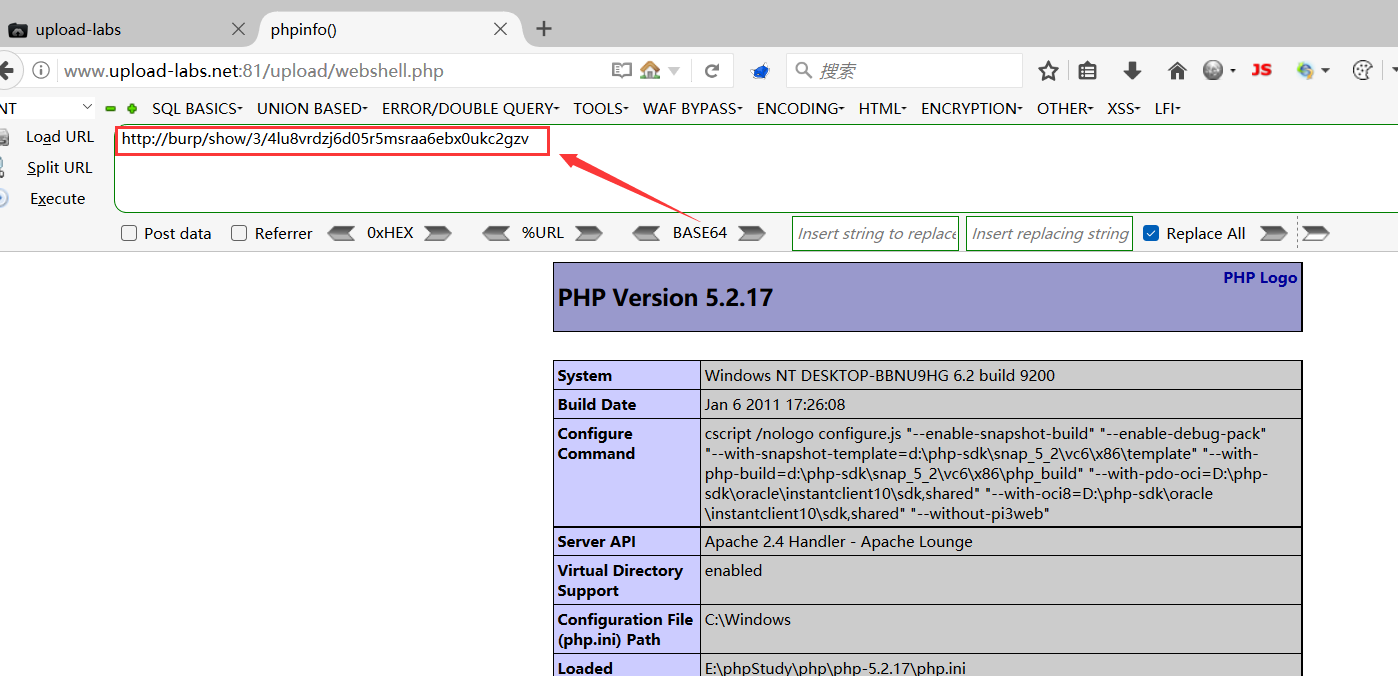 upload-labs
phpinfo()
www.upload-labs.net:81/upload/webshell.php
搜索
JS
NT
SQL BASICS
UNION BASED
ERROR/DOUBLE QUERY
TOOLS
WAF BYPASS
ENCODING
HTML
ENCRYPTION
OTHER
XSS
LFI
Load URL
http://burp/show/3/4lu8vrdzj6d05r5msraa6ebx0ukc2gzv
Split URL
Execute
Post data
Referrer
0xHEX
%URL
BASE64
Insert string to replace
Insert replacing string
Replace All
PHP Logo
PHP Version 5.2.17
System
Windows NT DESKTOP-BBNU9HG 6.2 build 9200
Build Date
Jan 6 2011 17:26:08
Configure
Command
cscript /nologo configure.js "--enable-snapshot-build" "--enable-debug-pack"
"--with-snapshot-template=d:\php-sdk\snap_5_2\vc6\x86\template" "--with-
php-build=d:\php-sdk\snap_5_2\vc6\x86\php_build" "--with-pdo-oci=D:\php-
sdk\oracle\instantclient10\sdk,shared" "--with-oci8=D:\php-sdk\oracle
\instantclient10\sdk,shared" "--without-pi3web"
Server API
Apache 2.4 Handler - Apache Lounge
Virtual Directory
Support
enabled
Configuration File
(php.ini) Path
C:\Windows
Loaded
E:\phpStudy\php\php-5.2.17\php.ini